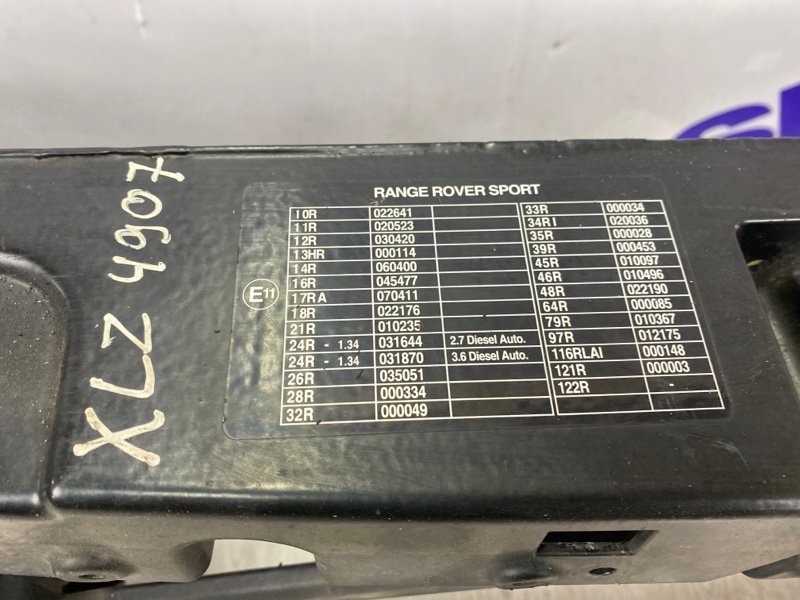 XLZ 4907
RANGE ROVER SPORT
E11
10R 022641
11R 020523
12R 030420
13HR 000114
14R 060400
16R 045477
17RA 070411
18R 022176
21R 010235
24R - 1.34 031644 2.7 Diesel Auto.
24R - 1.34 031870 3.6 Diesel Auto.
26R 035051
28R 000334
32R 000049
33R 000034
34R I 020036
35R 000028
39R 000453
45R 010097
46R 010496
48R 022190
64R 000085
79R 010367
97R 012175
116RLAI 000148
121R 000003
122R -